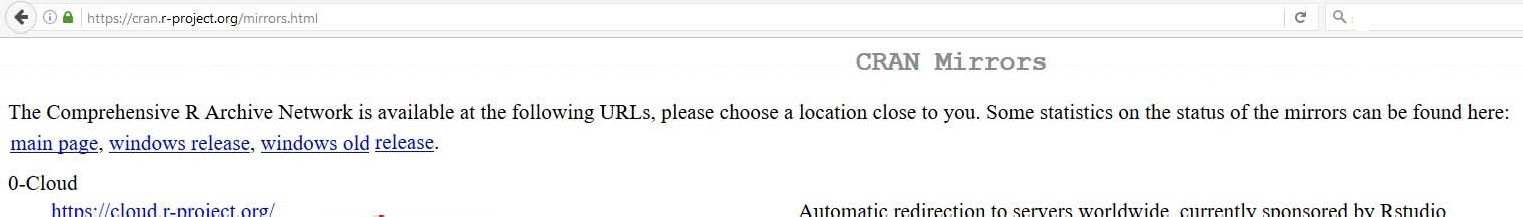 https://cran.r-project.org/mirrors.html
CRAN Mirrors
The Comprehensive R Archive Network is available at the following URLs, please choose a location close to you. Some statistics on the status of the mirrors can be found here:
main page, windows release, windows old release.
0-Cloud
https://cloud.r-project.org/ Automatic redirection to servers worldwide, currently sponsored by Rstudio